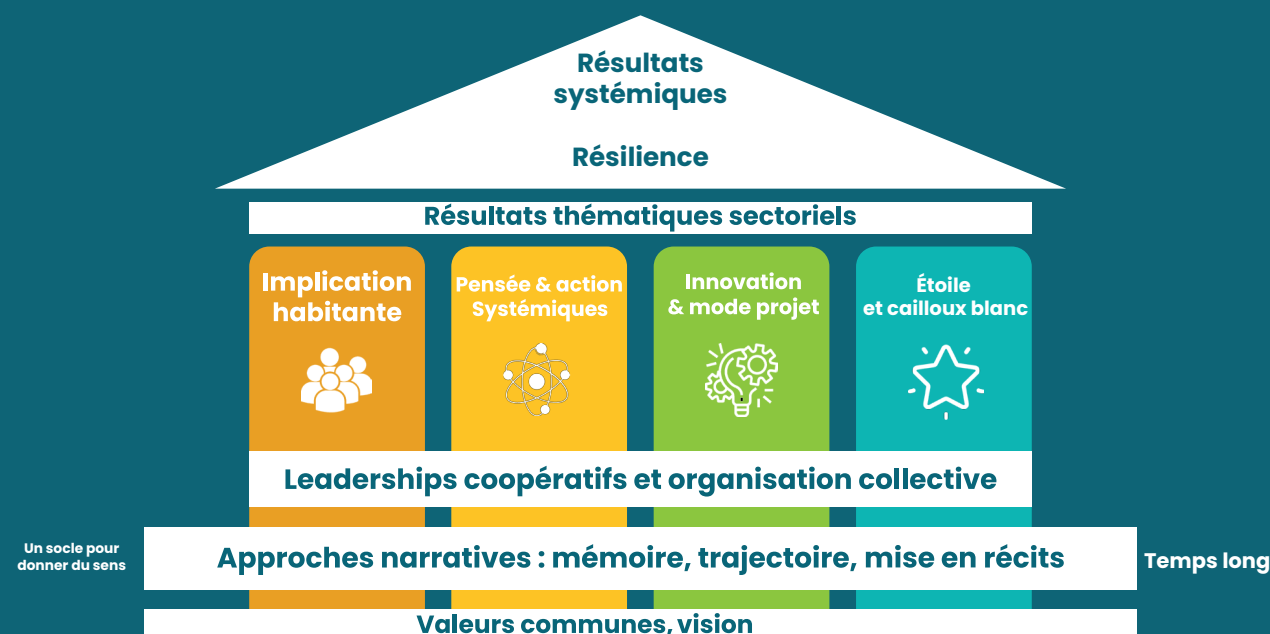 Résultats
systémiques
Résilience
Résultats thématiques sectoriels
Implication
habitante
Pensée & action
Systémiques
Innovation
& mode projet
Étoile
et cailloux blanc
Leaderships coopératifs et organisation collective
Un socle pour
donner du sens
Approches narratives : mémoire, trajectoire, mise en récits
Temps long
Valeurs communes, vision